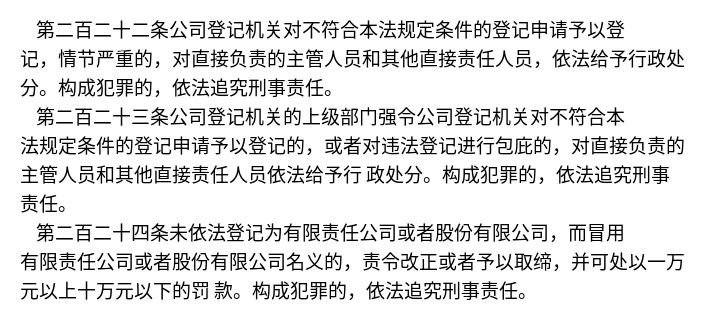 第二百二十二条公司登记机关对不符合本法规定条件的登记申请予以登
记，情节严重的，对直接负责的主管人员和其他直接责任人员，依法给予行政处
分。构成犯罪的，依法追究刑事责任。
第二百二十三条公司登记机关的上级部门强令公司登记机关对不符合本
法规定条件的登记申请予以登记的，或者对违法登记进行包庇的，对直接负责的
主管人员和其他直接责任人员依法给予行 政处分。构成犯罪的，依法追究刑事
责任。
第二百二十四条未依法登记为有限责任公司或者股份有限公司，而冒用
有限责任公司或者股份有限公司名义的，责令改正或者予以取缔，并可处以一万
元以上十万元以下的罚 款。构成犯罪的，依法追究刑事责任。